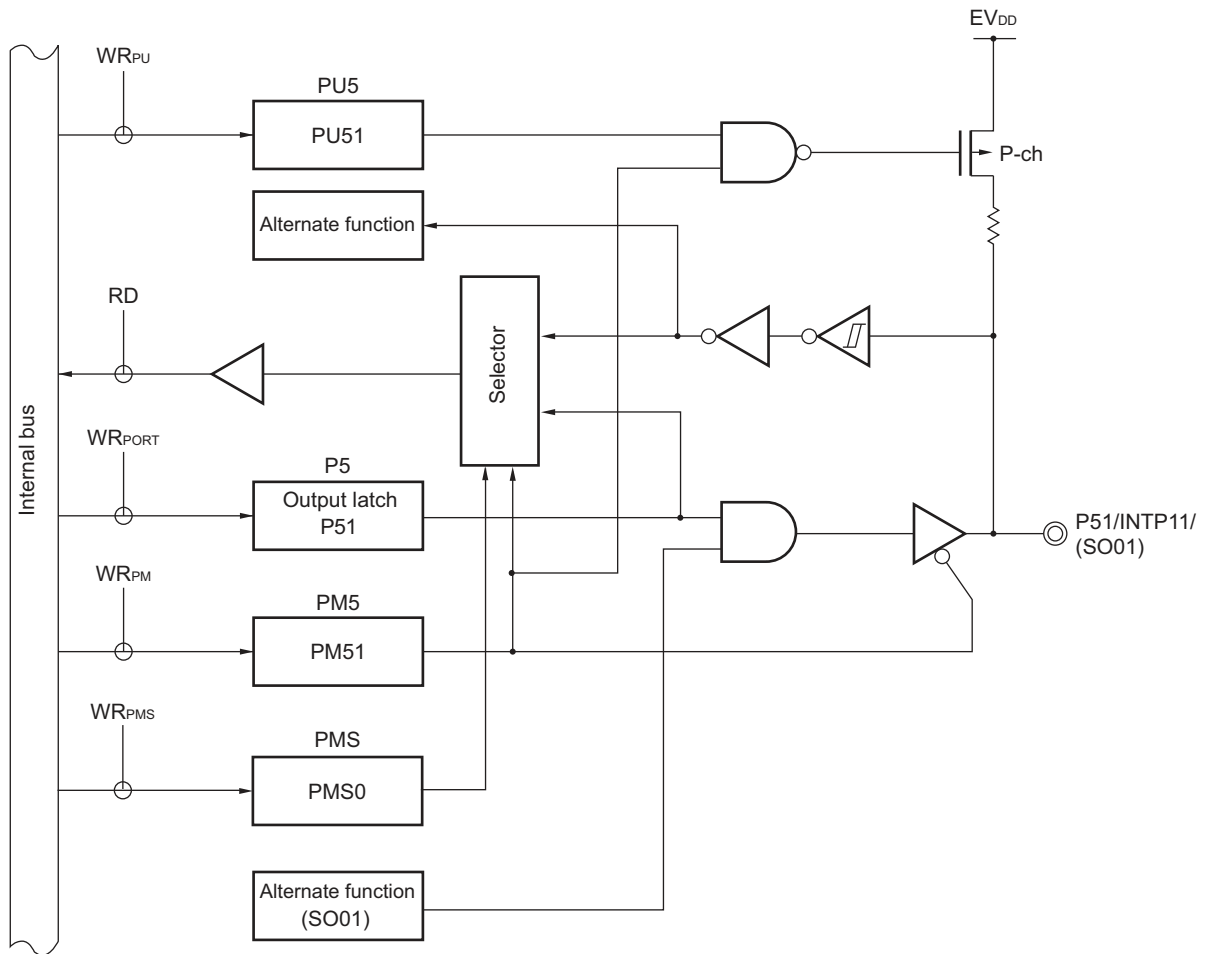 EVDD
WRPU
PU5
PU51
P-ch
Alternate function
RD
Selector
Internal bus
WRPORT
P5
Output latch
P51
P51/INTP11/
(SO01)
WRPM
PM5
PM51
WRPMS
PMS
PMS0
Alternate function
(SO01)